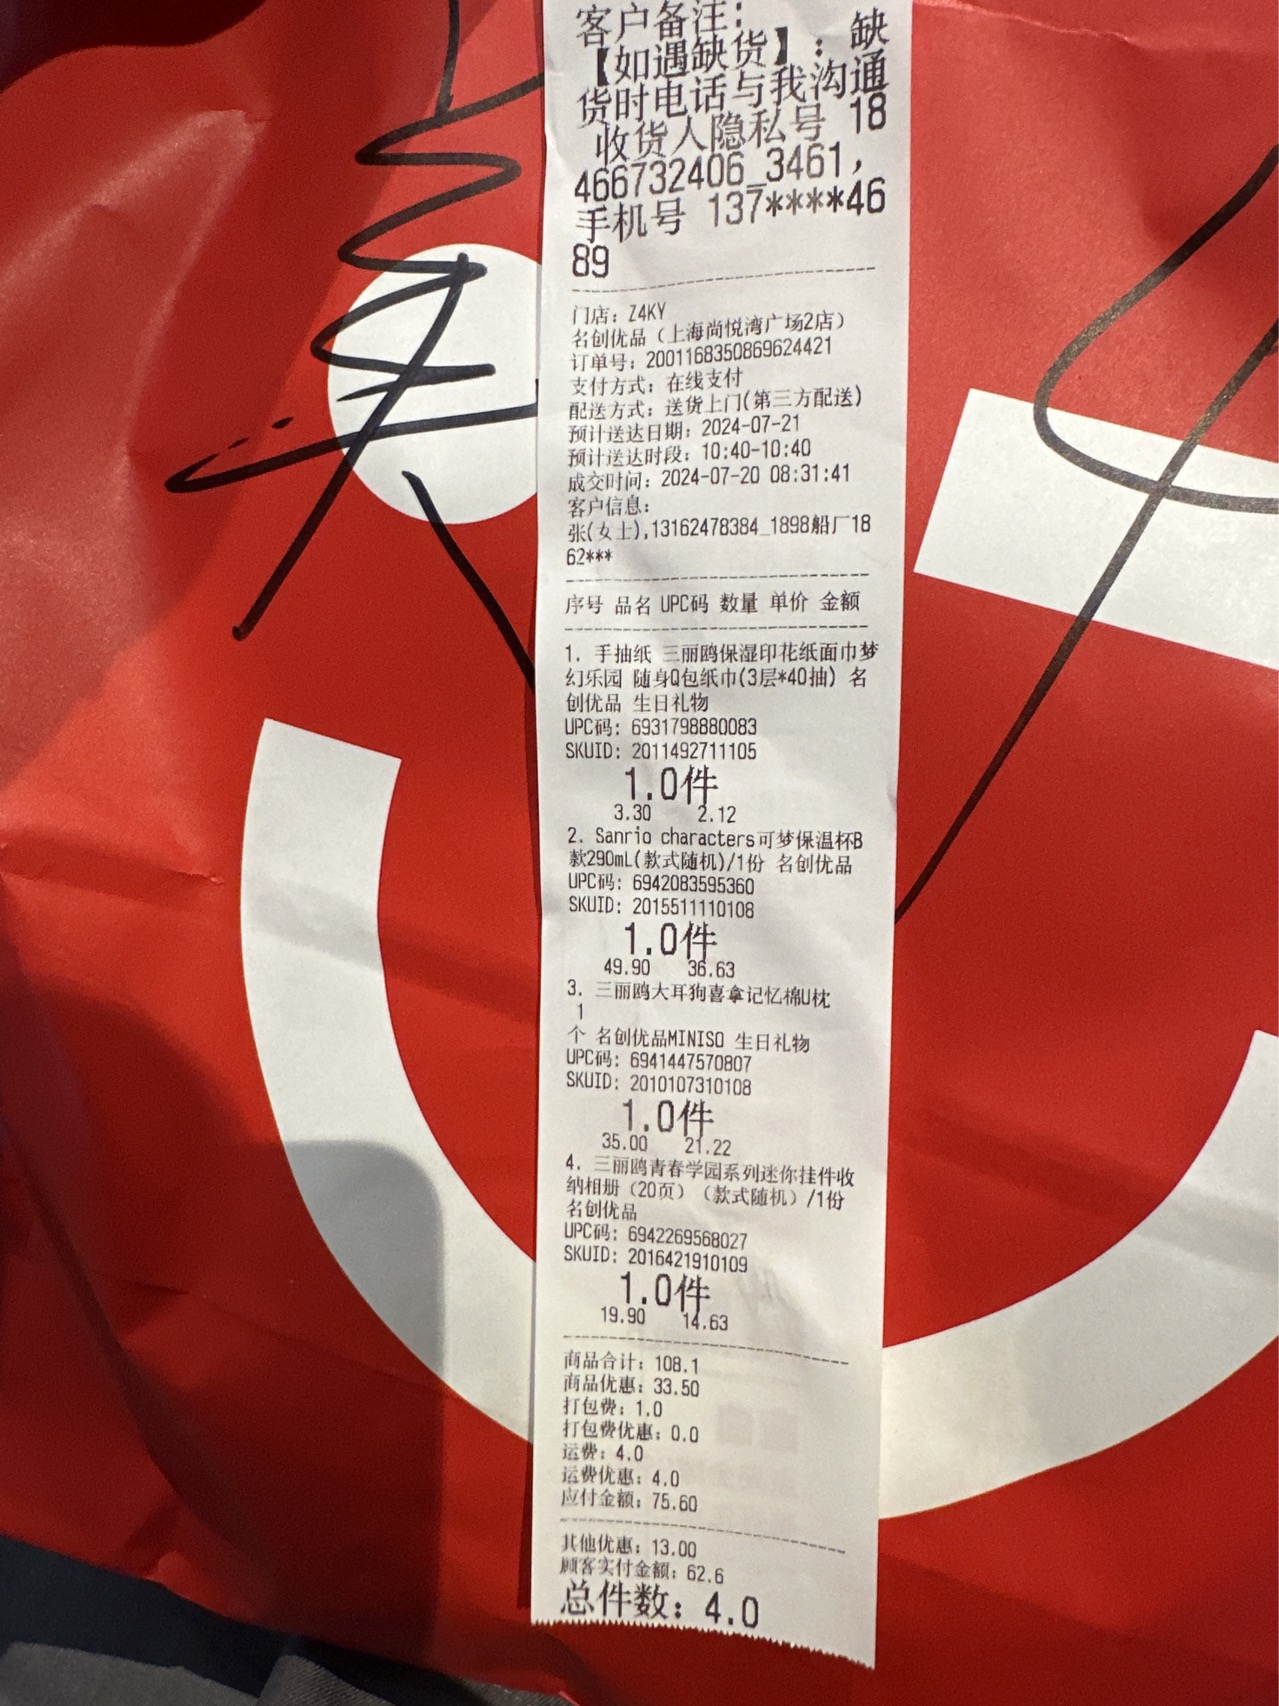 客户备注：
【如遇缺货】：缺
货时电话与我沟通
收货人隐私号 18
466732406_3461，
手机号 137****46
89
门店：Z4KY
名创优品（上海尚悦湾广场2店）
订单号：2001168350869624421
支付方式：在线支付
配送方式：送货上门(第三方配送)
预计送达日期：2024-07-21
预计送达时段：10:40-10:40
成交时间：2024-07-20 08:31:41
客户信息：
张(女士),13162478384_1898船厂18
62***
序号 品名 UPC码 数量 单价 金额
1. 手抽纸 三丽鸥保湿印花纸面巾梦
幻乐园 随身Q包纸巾(3层*40抽) 名
创优品 生日礼物
UPC码：6931798880083
SKUID：2011492711105
1.0件
3.30 2.12
2. Sanrio characters可梦保温杯B
款290mL(款式随机)/1份 名创优品
UPC码：6942083595360
SKUID：2015511110108
1.0件
49.90 36.63
3. 三丽鸥大耳狗喜拿记忆棉U枕
1
个 名创优品MINISO 生日礼物
UPC码：6941447570807
SKUID：2010107310108
1.0件
35.00 21.22
4. 三丽鸥青春学园系列迷你挂件收
纳相册（20页）（款式随机）/1份
名创优品
UPC码：6942269568027
SKUID：2016421910109
1.0件
19.90 14.63
商品合计：108.1
商品优惠：33.50
打包费：1.0
打包费优惠：0.0
运费：4.0
运费优惠：4.0
应付金额：75.60
其他优惠：13.00
顾客实付金额：62.6
总件数：4.0